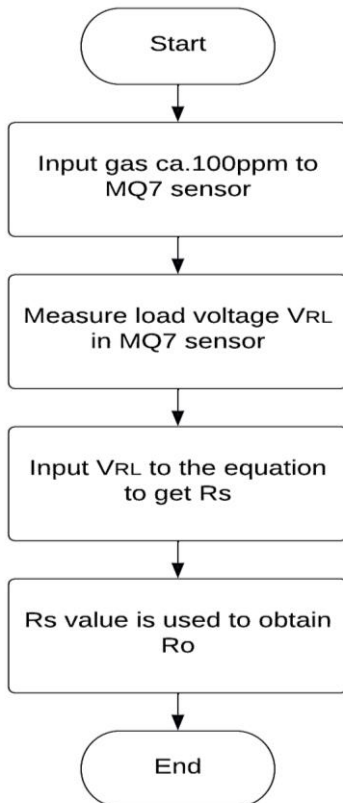 Start
Input gas ca.100ppm to
MQ7 sensor
Measure load voltage VRL
in MQ7 sensor
Input VRL to the equation
to get Rs
Rs value is used to obtain
Ro
End